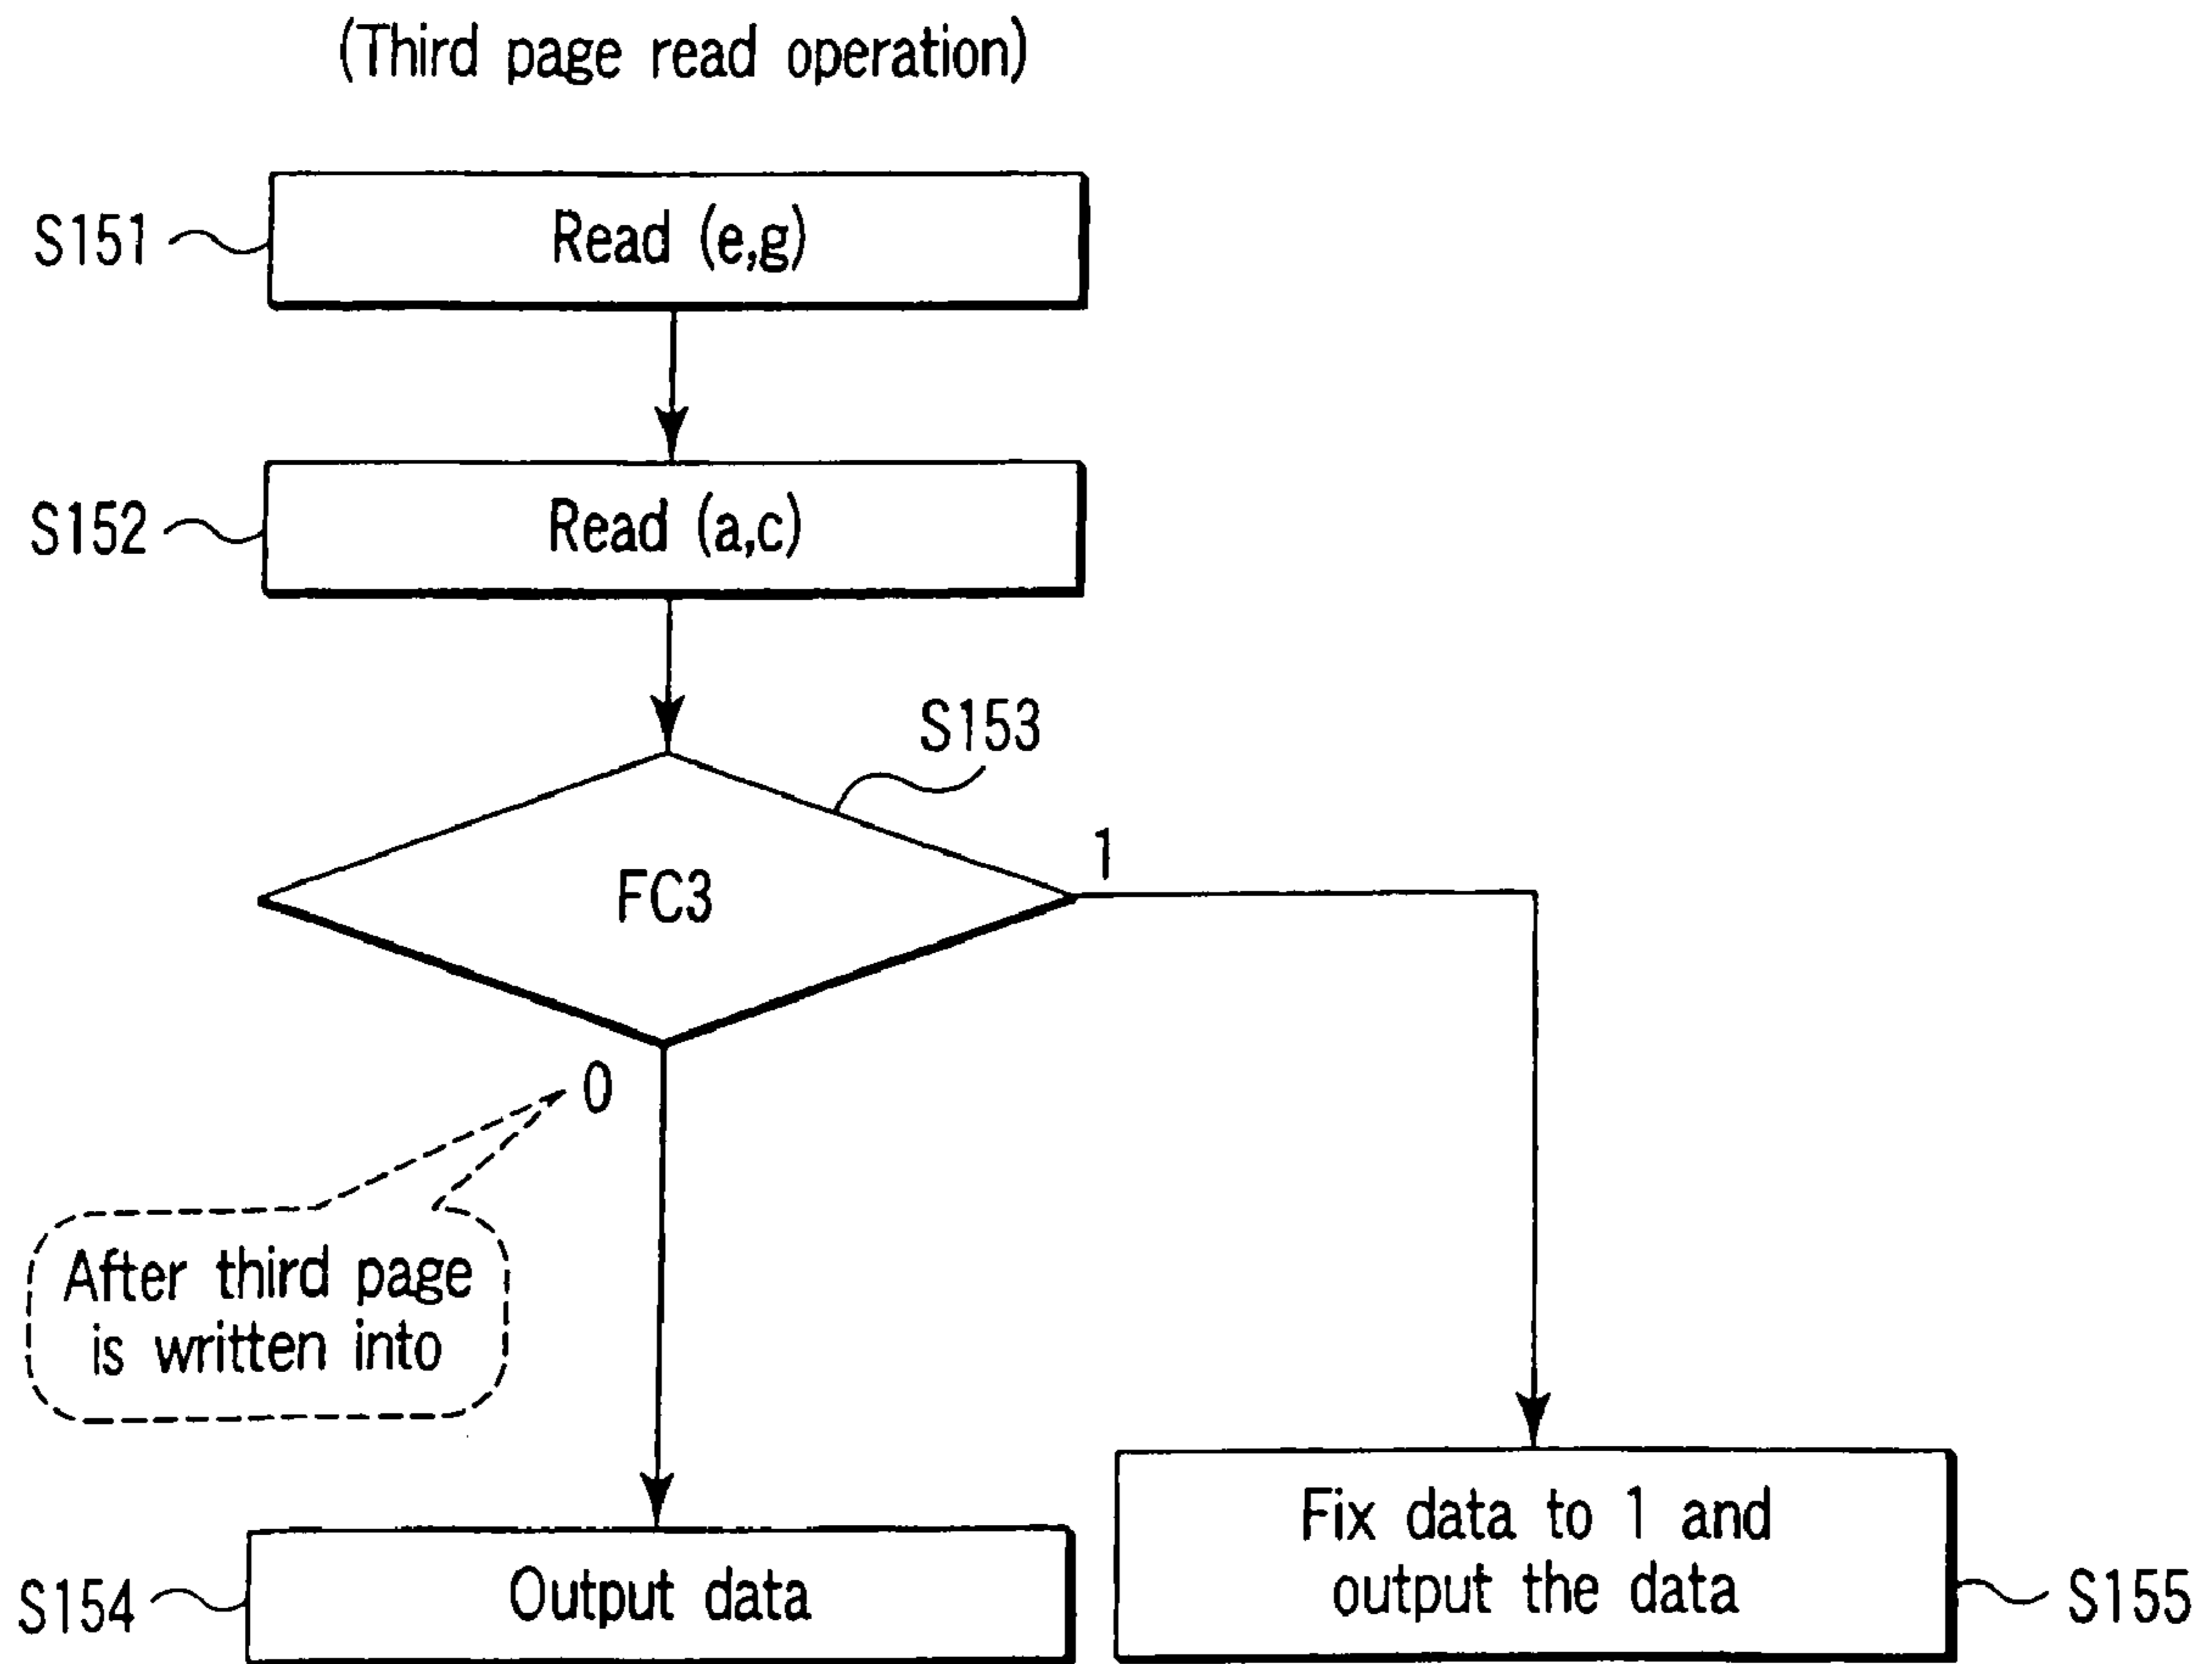 (Third page read operation)
S151
Read (e,g)
S152
Read (a,c)
S153
FC3
1
0
After third page
is written into
S154
Output data
Fix data to 1 and
output the data
S155